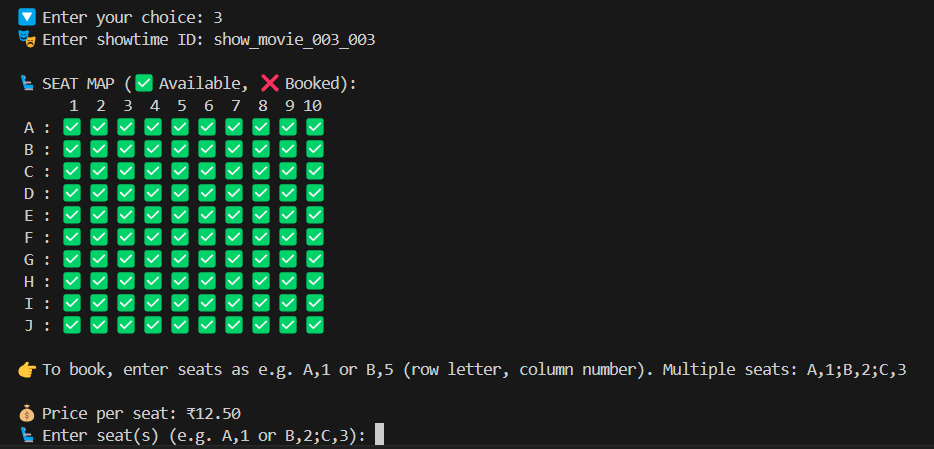 🔽 Enter your choice: 3
🎭 Enter showtime ID: show_movie_003_003
💺 SEAT MAP (✅ Available, ❌ Booked):
1 2 3 4 5 6 7 8 9 10
A : ✅ ✅ ✅ ✅ ✅ ✅ ✅ ✅ ✅ ✅
B : ✅ ✅ ✅ ✅ ✅ ✅ ✅ ✅ ✅ ✅
C : ✅ ✅ ✅ ✅ ✅ ✅ ✅ ✅ ✅ ✅
D : ✅ ✅ ✅ ✅ ✅ ✅ ✅ ✅ ✅ ✅
E : ✅ ✅ ✅ ✅ ✅ ✅ ✅ ✅ ✅ ✅
F : ✅ ✅ ✅ ✅ ✅ ✅ ✅ ✅ ✅ ✅
G : ✅ ✅ ✅ ✅ ✅ ✅ ✅ ✅ ✅ ✅
H : ✅ ✅ ✅ ✅ ✅ ✅ ✅ ✅ ✅ ✅
I : ✅ ✅ ✅ ✅ ✅ ✅ ✅ ✅ ✅ ✅
J : ✅ ✅ ✅ ✅ ✅ ✅ ✅ ✅ ✅ ✅
👉 To book, enter seats as e.g. A,1 or B,5 (row letter, column number). Multiple seats: A,1;B,2;C,3
💰 Price per seat: ₹12.50
💺 Enter seat(s) (e.g. A,1 or B,2;C,3):